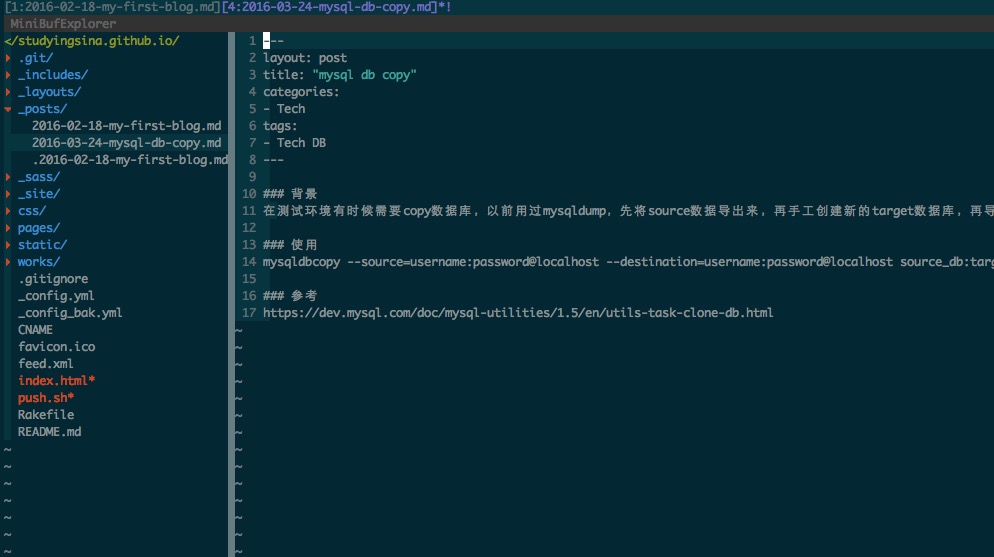 [1:2016-02-18-my-first-blog.md][4:2016-03-24-mysql-db-copy.md]*!
MiniBufExplorer
</studyingsina.github.io/
▸ .git/
▸ _includes/
▸ _layouts/
▾ _posts/
2016-02-18-my-first-blog.md
2016-03-24-mysql-db-copy.md
.2016-02-18-my-first-blog.md
▸ _sass/
▸ _site/
▸ css/
▸ pages/
▸ static/
▸ works/
.gitignore
_config.yml
_config_bak.yml
CNAME
favicon.ico
feed.xml
index.html*
push.sh*
Rakefile
README.md
~
~
~
~
~
~
~
1 ---
2 layout: post
3 title: "mysql db copy"
4 categories:
5 - Tech
6 tags:
7 - Tech DB
8 ---
9
10 ### 背景
11 在测试环境有时候需要copy数据库，以前用过mysqldump，先将source数据导出来，再手工创建新的target数据库，再导
12
13 ### 使用
14 mysqldbcopy --source=username:password@localhost --destination=username:password@localhost source_db:targ
15
16 ### 参考
17 https://dev.mysql.com/doc/mysql-utilities/1.5/en/utils-task-clone-db.html
~
~
~
~
~
~
~
~
~
~
~
~
~
~